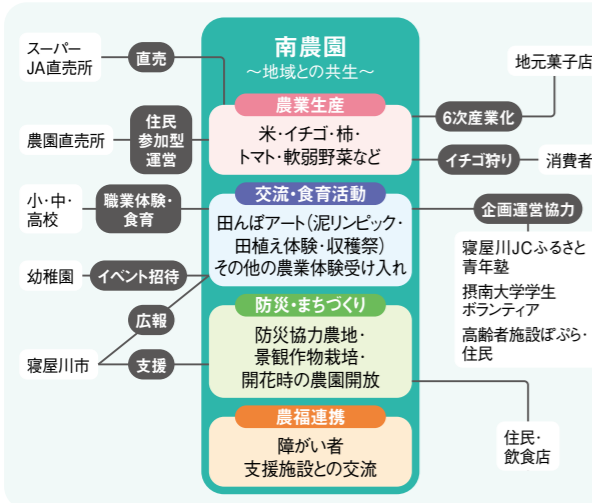 南農園
～地域との共生～
スーパー
JA直売所
直売
農園直売所
住民
参加型
運営
農業生産
米・イチゴ・柿・
トマト・軟弱野菜など
6次産業化
地元菓子店
イチゴ狩り
消費者
小・中・
高校
職業体験・
食育
交流・食育活動
田んぼアート(泥リンピック・
田植え体験・収穫祭)
その他の農業体験受け入れ
企画運営協力
寝屋川JCふるさと
青年塾
摂南大学学生
ボランティア
高齢者施設ぽぷら・
住民
幼稚園
イベント招待
広報
寝屋川市
支援
防災・まちづくり
防災協力農地・
景観作物栽培・
開花時の農園開放
住民・
飲食店
農福連携
障がい者
支援施設との交流